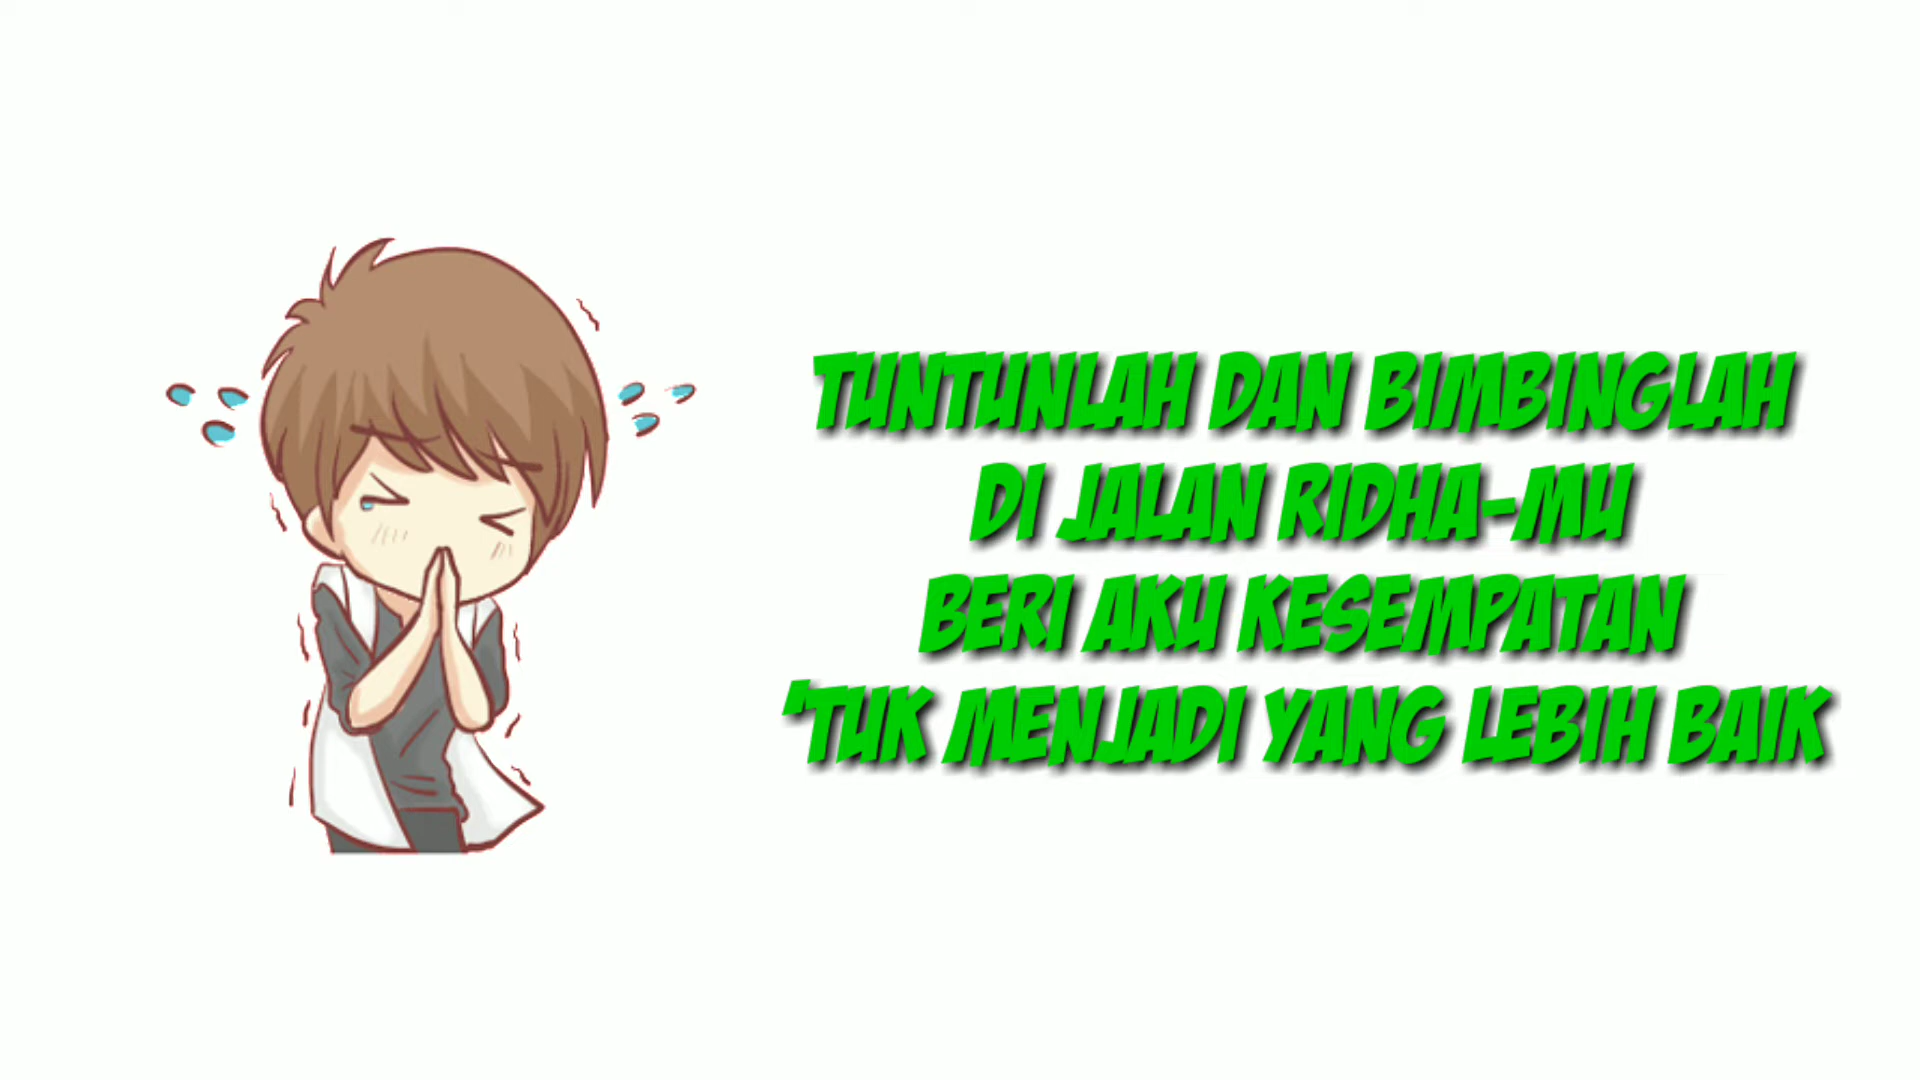 TUNTUNLAH DAN BIMBINGLAH
DI JALAN RIDHA-MU
BERI AKU KESEMPATAN
'TUK MENJADI YANG LEBIH BAIK